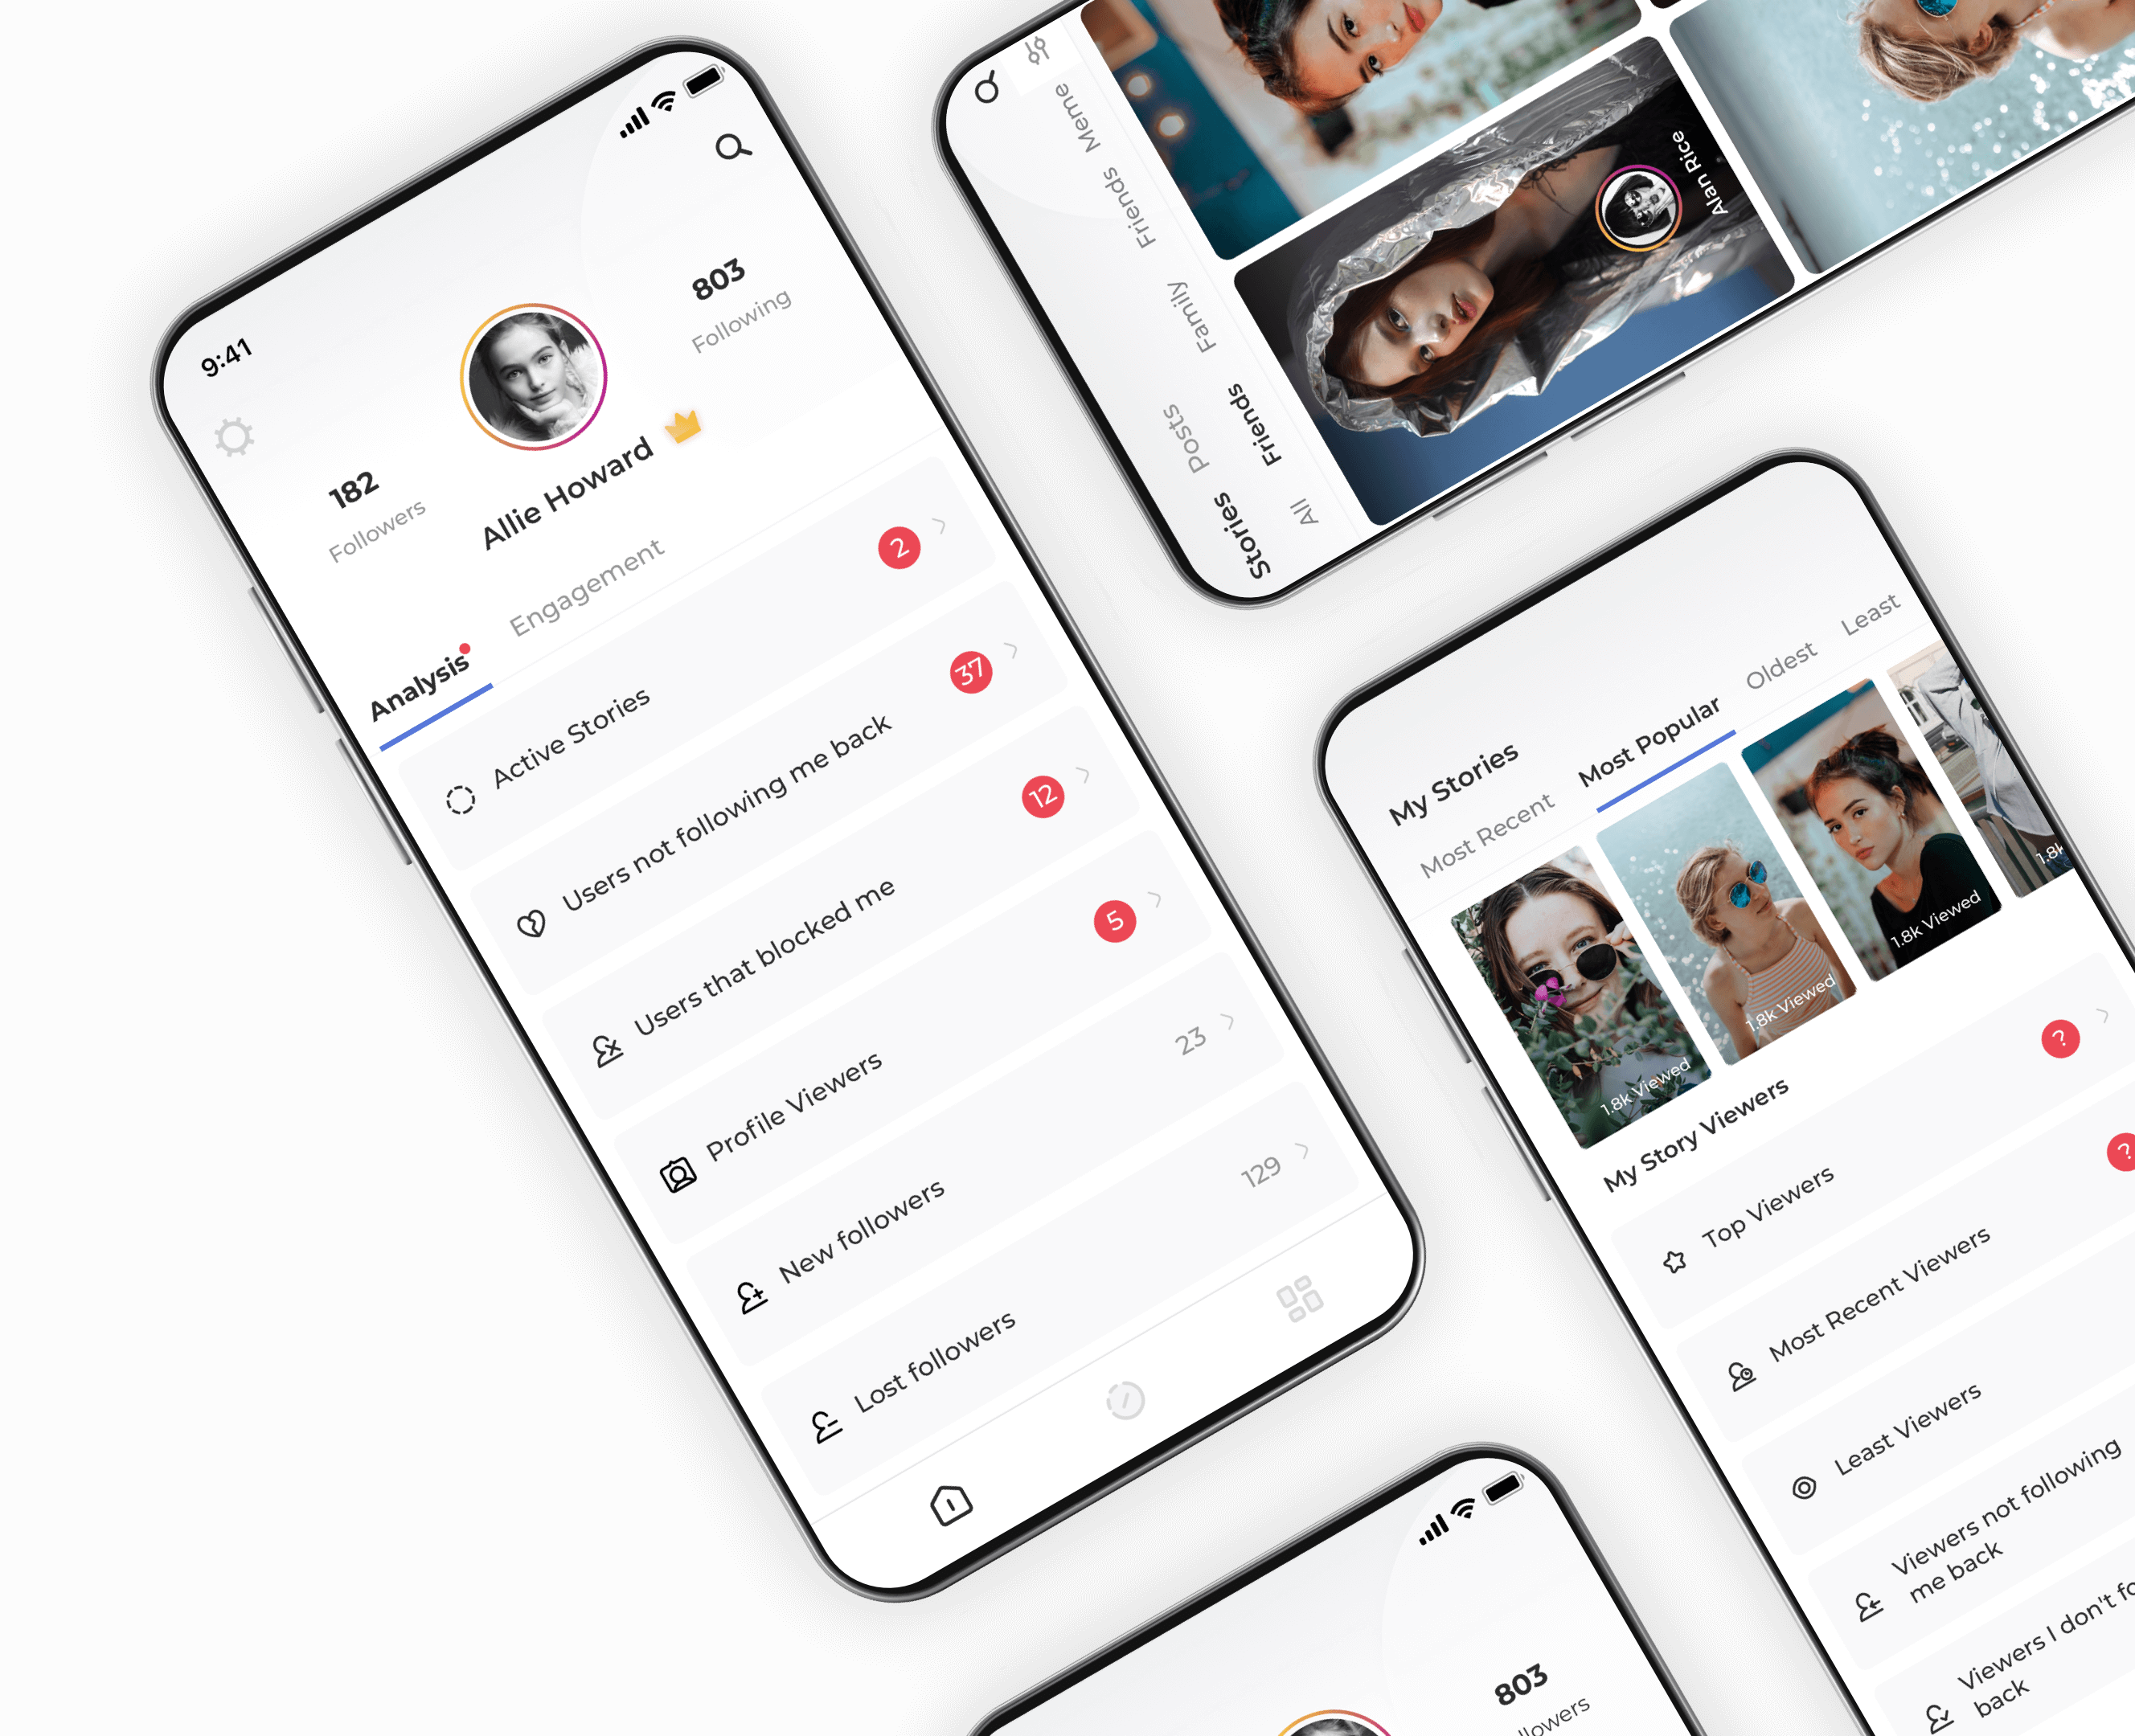 9:41
182
Followers
803
Following
Allie Howard
Analysis
Engagement
Active Stories
2
Users not following me back
37
Users that blocked me
12
Profile Viewers
5
New followers
23
Lost followers
129
Stories
Posts
All
Friends
Family
Friends
Meme
Alan Rice
My Stories
Most Recent
Most Popular
Oldest
Least
1.8k Viewed
1.8k Viewed
1.8k Viewed
1.8k
My Story Viewers
Top Viewers
?
Most Recent Viewers
?
Least Viewers
Viewers not following
me back
Viewers I don't fo
back
803
llowers